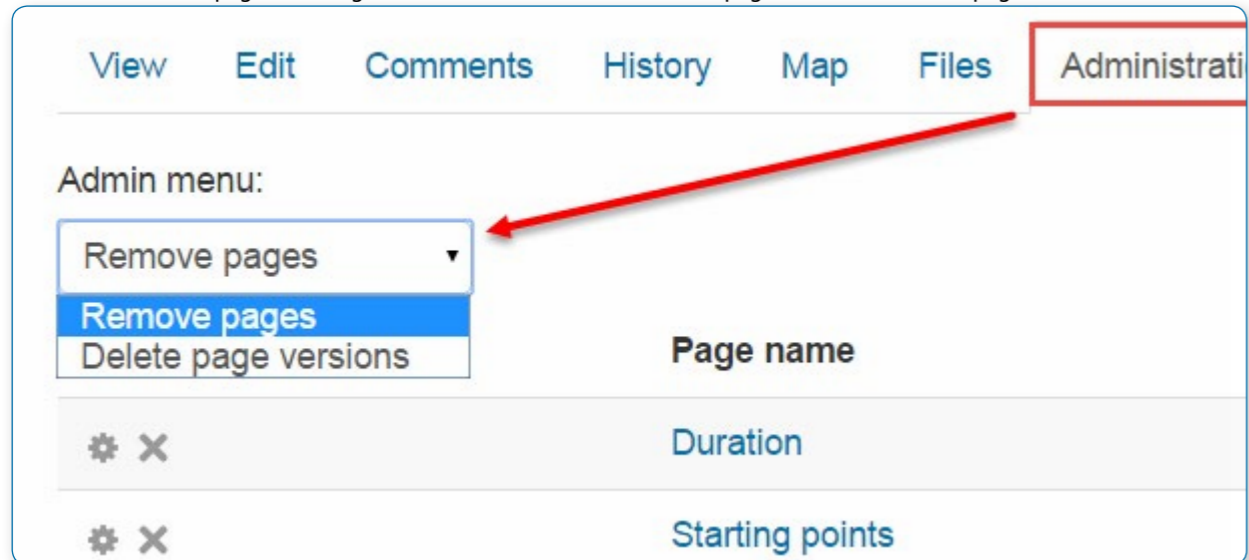 View Edit Comments History Map Files Administrati
Admin menu:
Remove pages
Remove pages
Delete page versions
Page name
Duration
Starting points